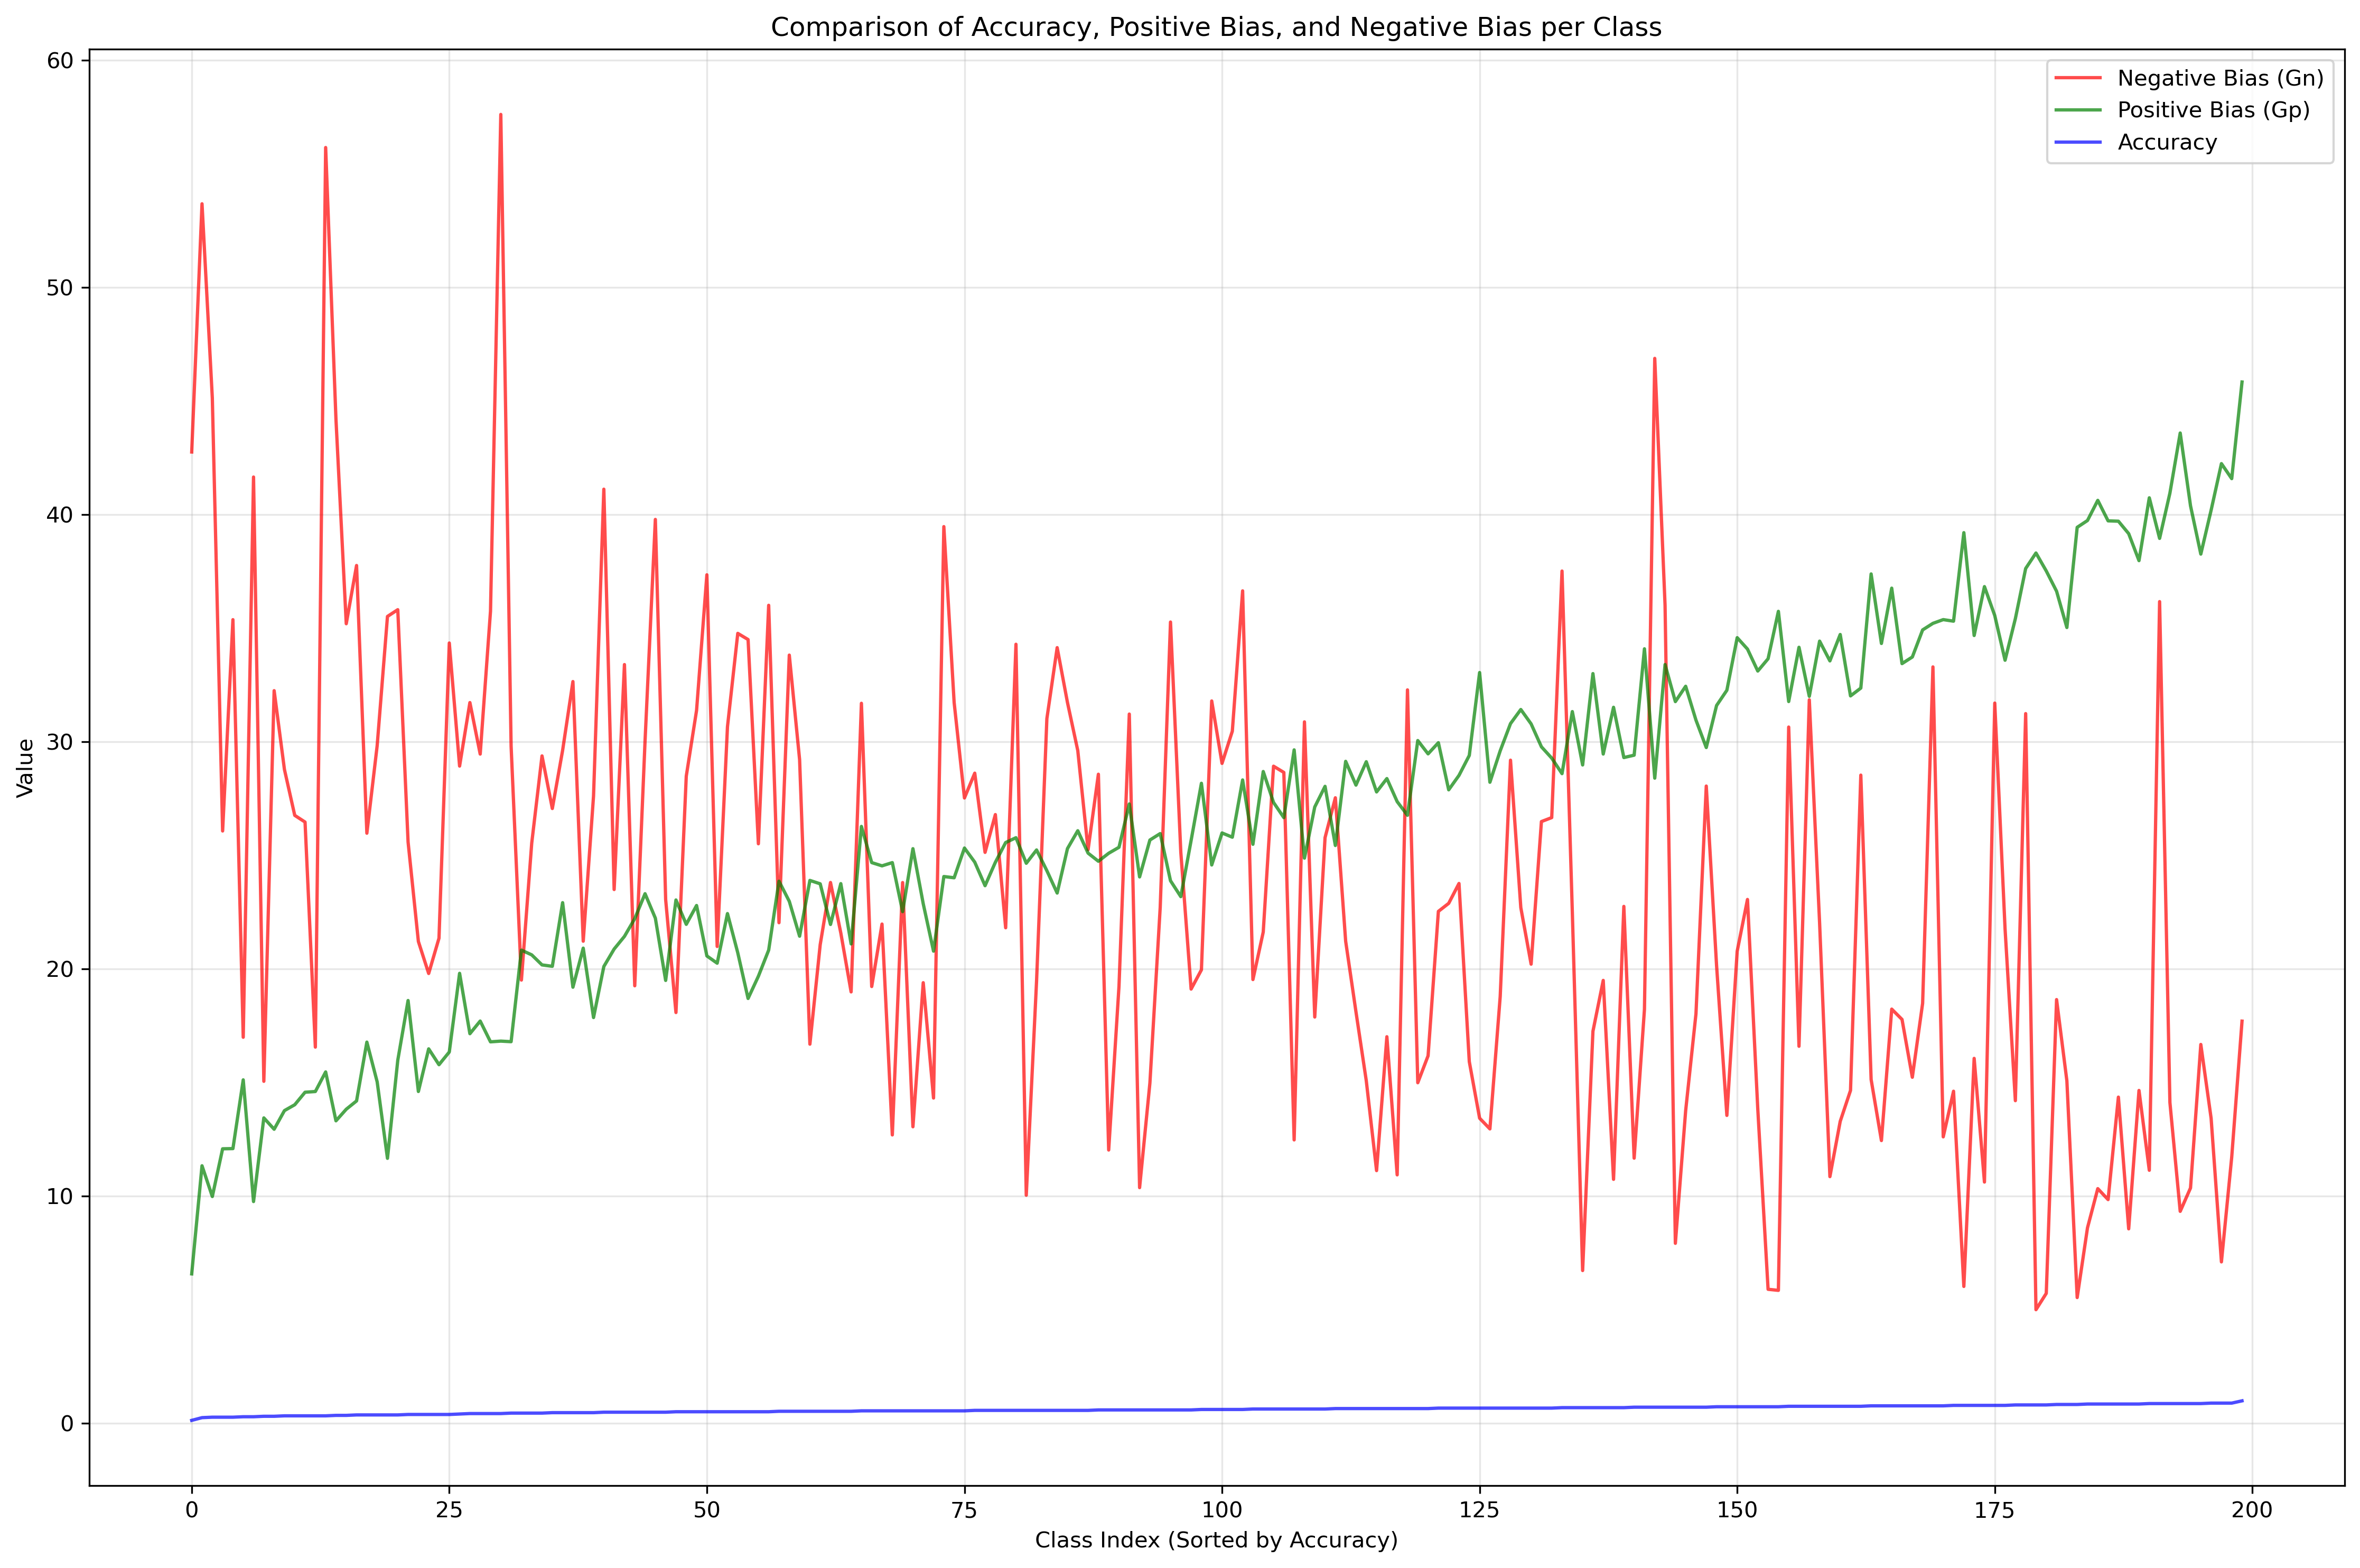 Comparison of Accuracy, Positive Bias, and Negative Bias per Class
Negative Bias (Gn)
Positive Bias (Gp)
Accuracy
Value
60
50
40
30
20
10
0
0 25 50 75 100 125 150 175 200
Class Index (Sorted by Accuracy)